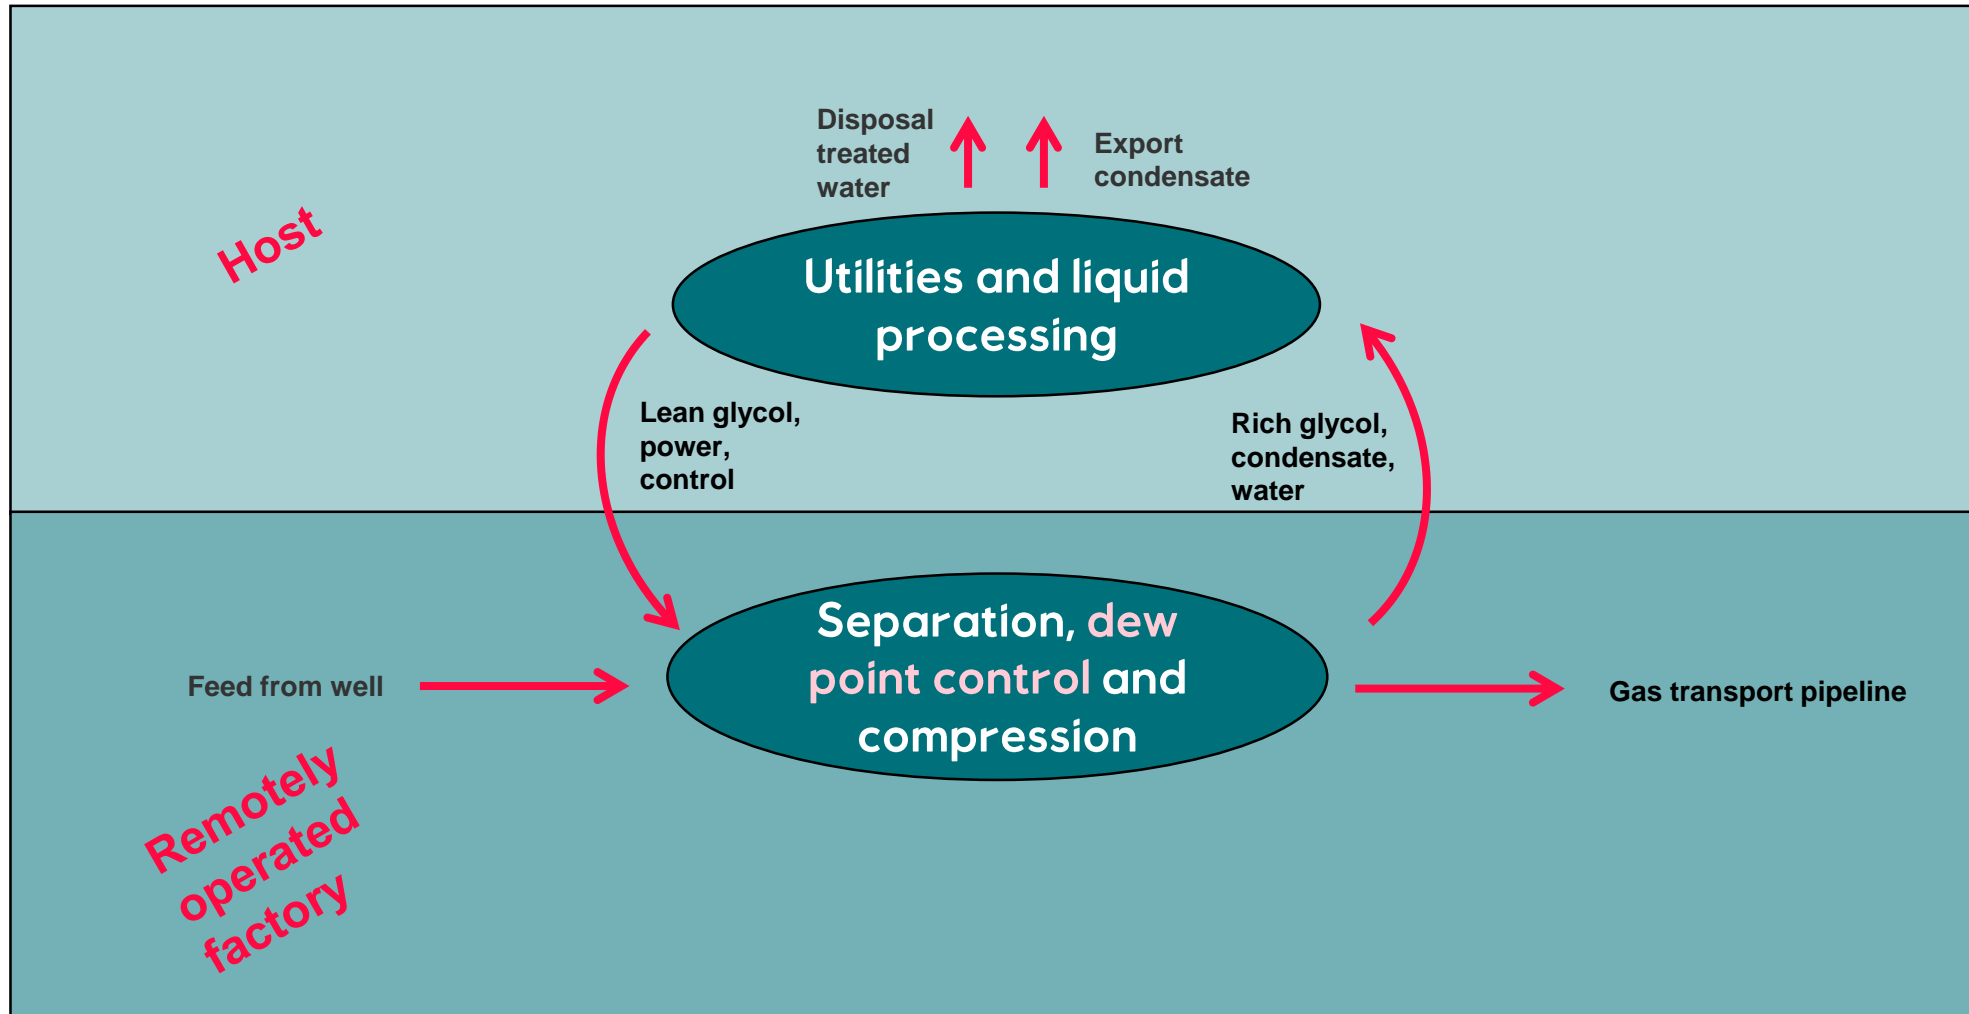 Disposal
treated
water
Export
condensate
Host
Utilities and liquid
processing
Lean glycol,
power,
control
Rich glycol,
condensate,
water
Separation, dew
point control and
compression
Feed from well
Gas transport pipeline
Remotely
operated
factory